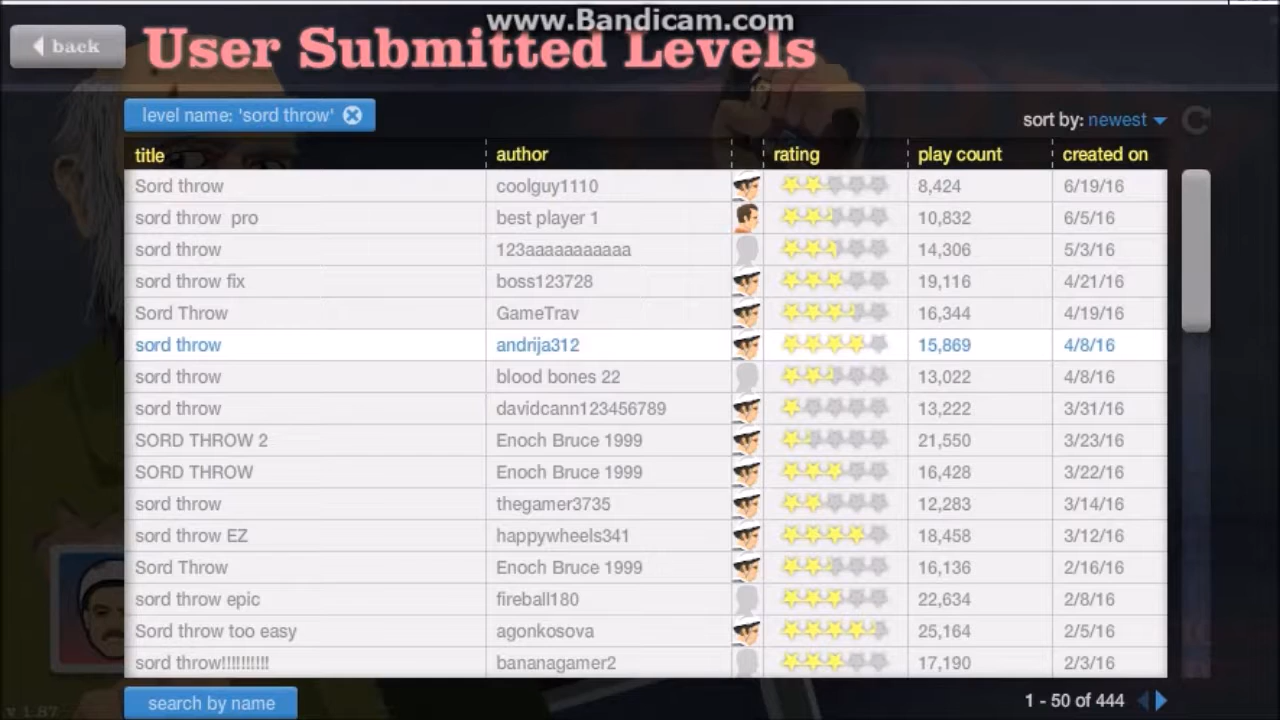 www.Bandicam.com
back
User Submitted Levels
level name: 'sord throw'
sort by: newest
title author rating play count created on
Sord throw coolguy1110 8,424 6/19/16
sord throw pro best player 1 10,832 6/5/16
sord throw 123aaaaaaaaaaa 14,306 5/3/16
sord throw fix boss123728 19,116 4/21/16
Sord Throw GameTrav 16,344 4/19/16
sord throw andrija312 15,869 4/8/16
sord throw blood bones 22 13,022 4/8/16
sord throw davidcann123456789 13,222 3/31/16
SORD THROW 2 Enoch Bruce 1999 21,550 3/23/16
SORD THROW Enoch Bruce 1999 16,428 3/22/16
sord throw thegamer3735 12,283 3/14/16
sord throw EZ happywheels341 18,458 3/12/16
Sord Throw Enoch Bruce 1999 16,136 2/16/16
sord throw epic fireball180 22,634 2/8/16
Sord throw too easy agonkosova 25,164 2/5/16
sord throw!!!!!!!!!! bananagamer2 17,190 2/3/16
search by name
1 - 50 of 444
v 1.87